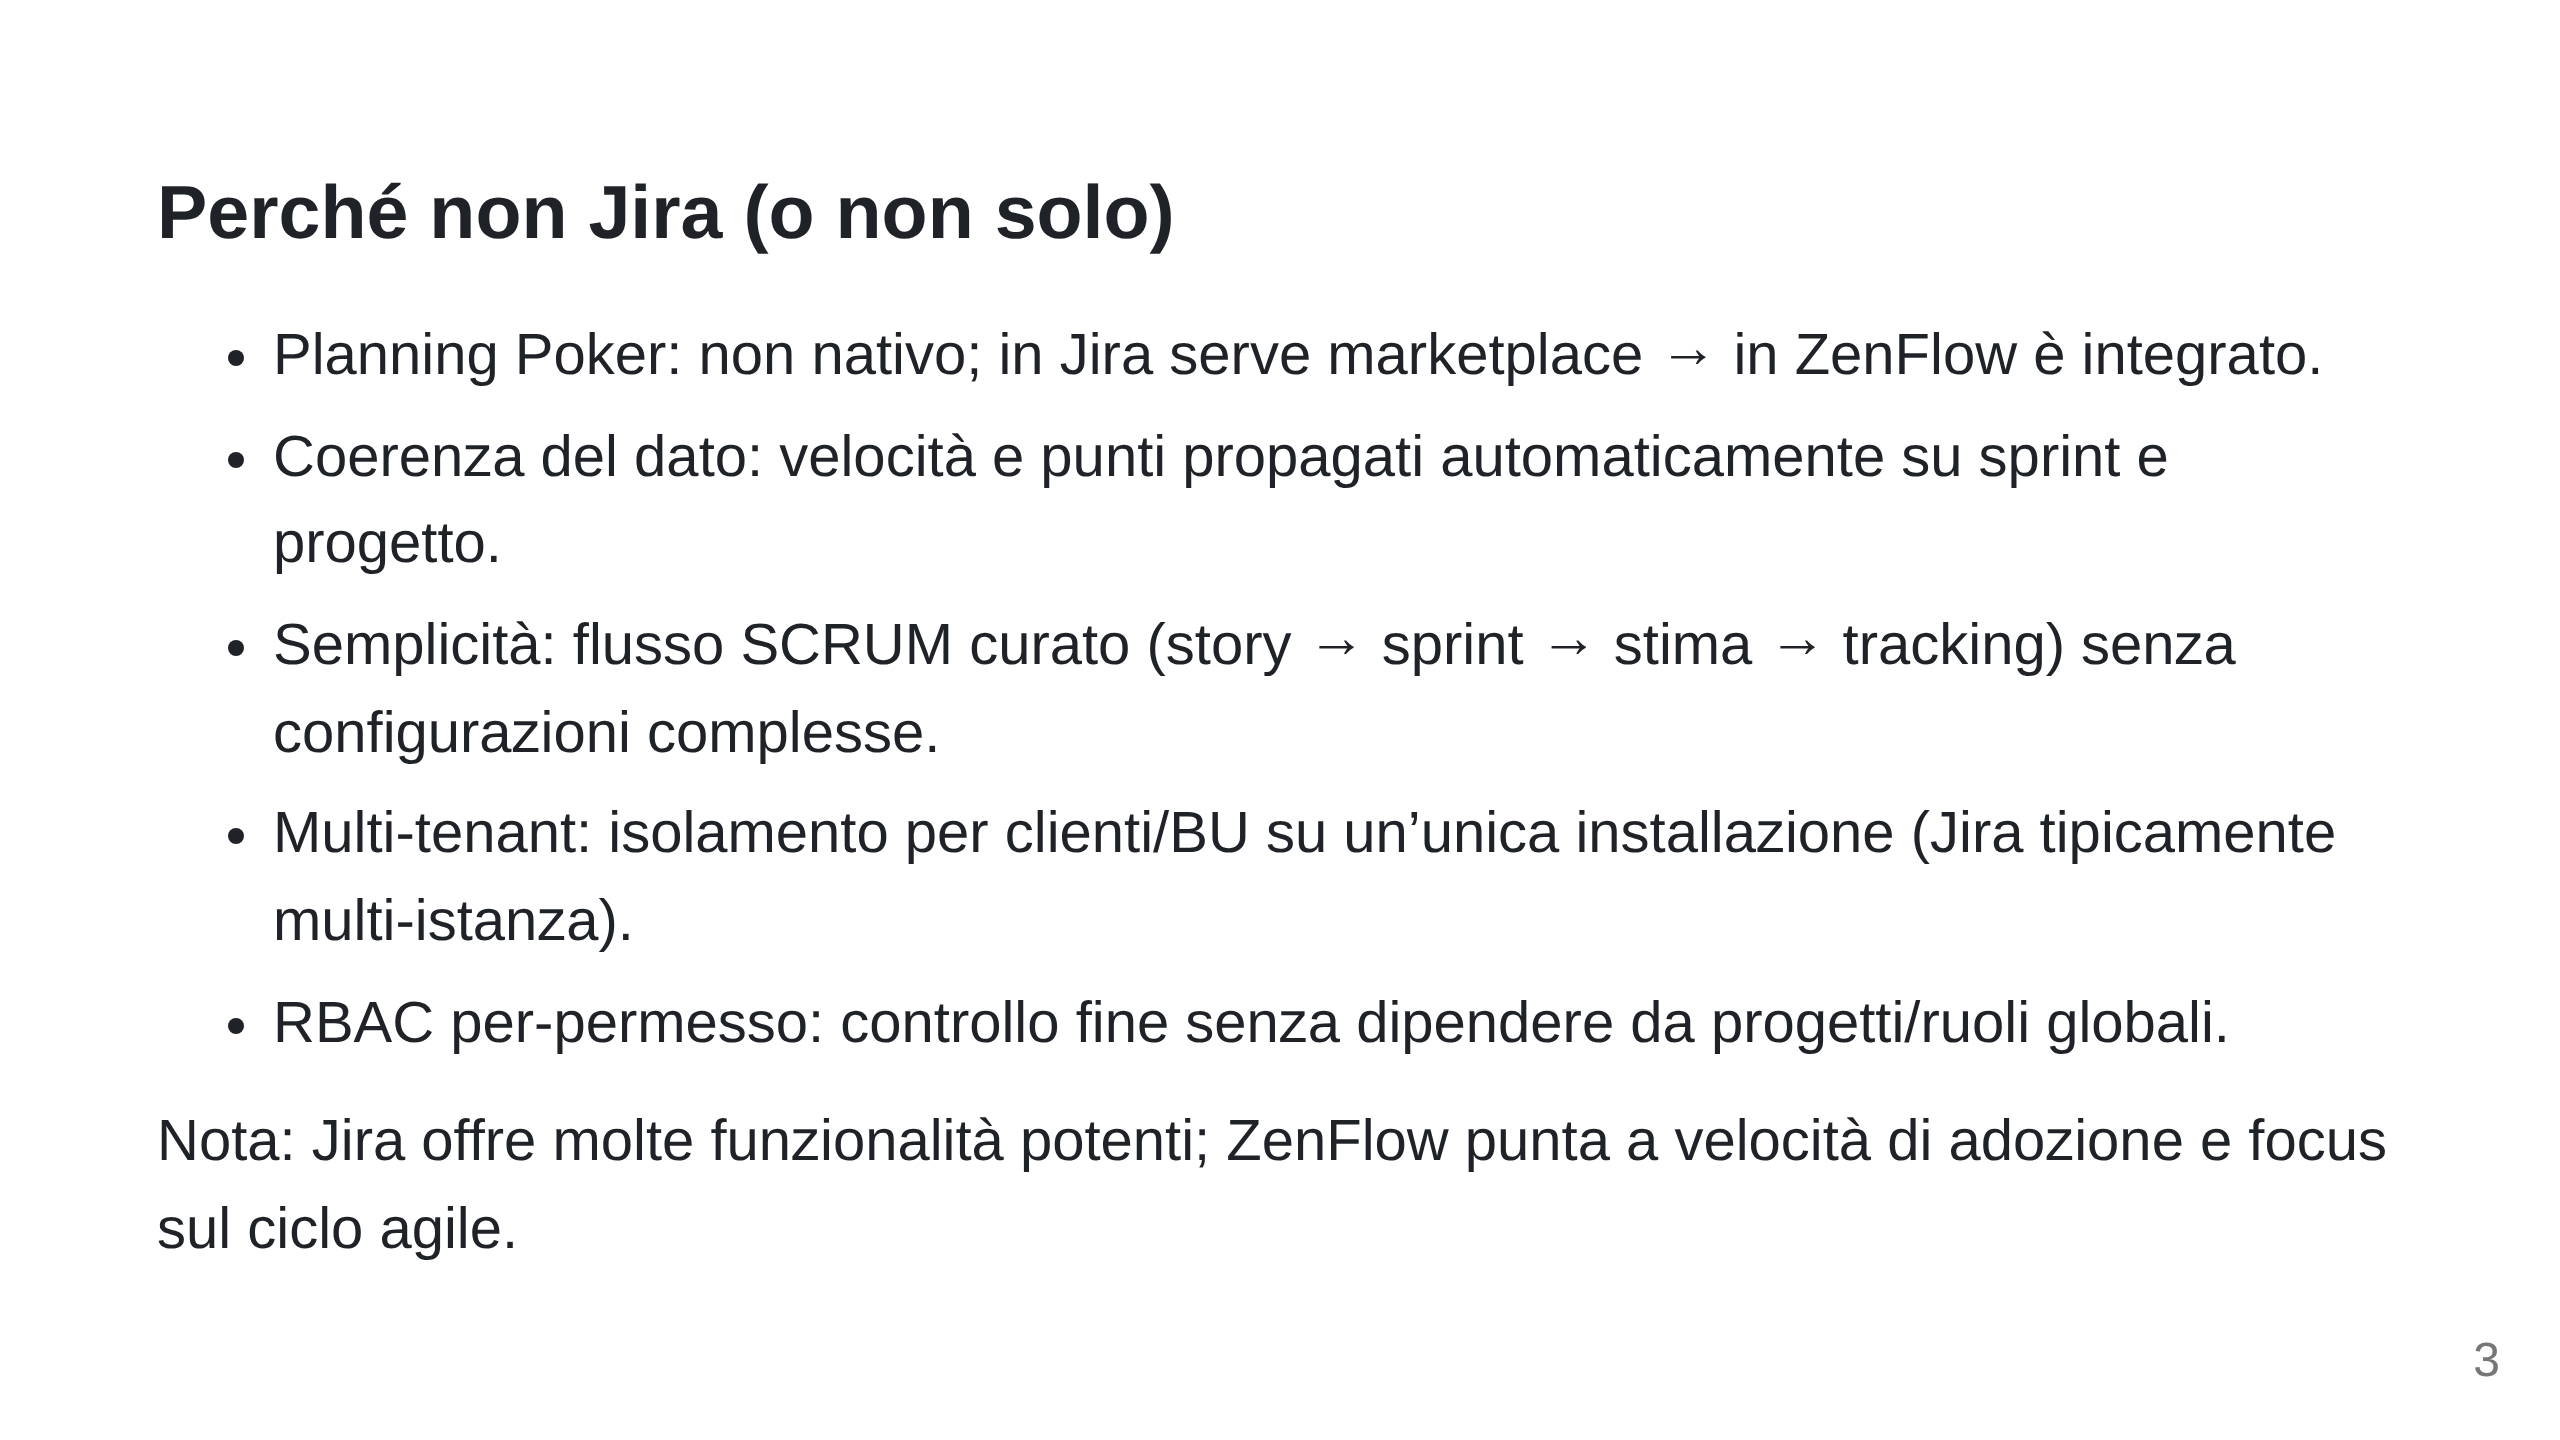 Perché non Jira (o non solo)
• Planning Poker: non nativo; in Jira serve marketplace → in ZenFlow è integrato.
• Coerenza del dato: velocità e punti propagati automaticamente su sprint e
progetto.
• Semplicità: flusso SCRUM curato (story → sprint → stima → tracking) senza
configurazioni complesse.
• Multi-tenant: isolamento per clienti/BU su un’unica installazione (Jira tipicamente
multi-istanza).
• RBAC per-permesso: controllo fine senza dipendere da progetti/ruoli globali.
Nota: Jira offre molte funzionalità potenti; ZenFlow punta a velocità di adozione e focus
sul ciclo agile.
3